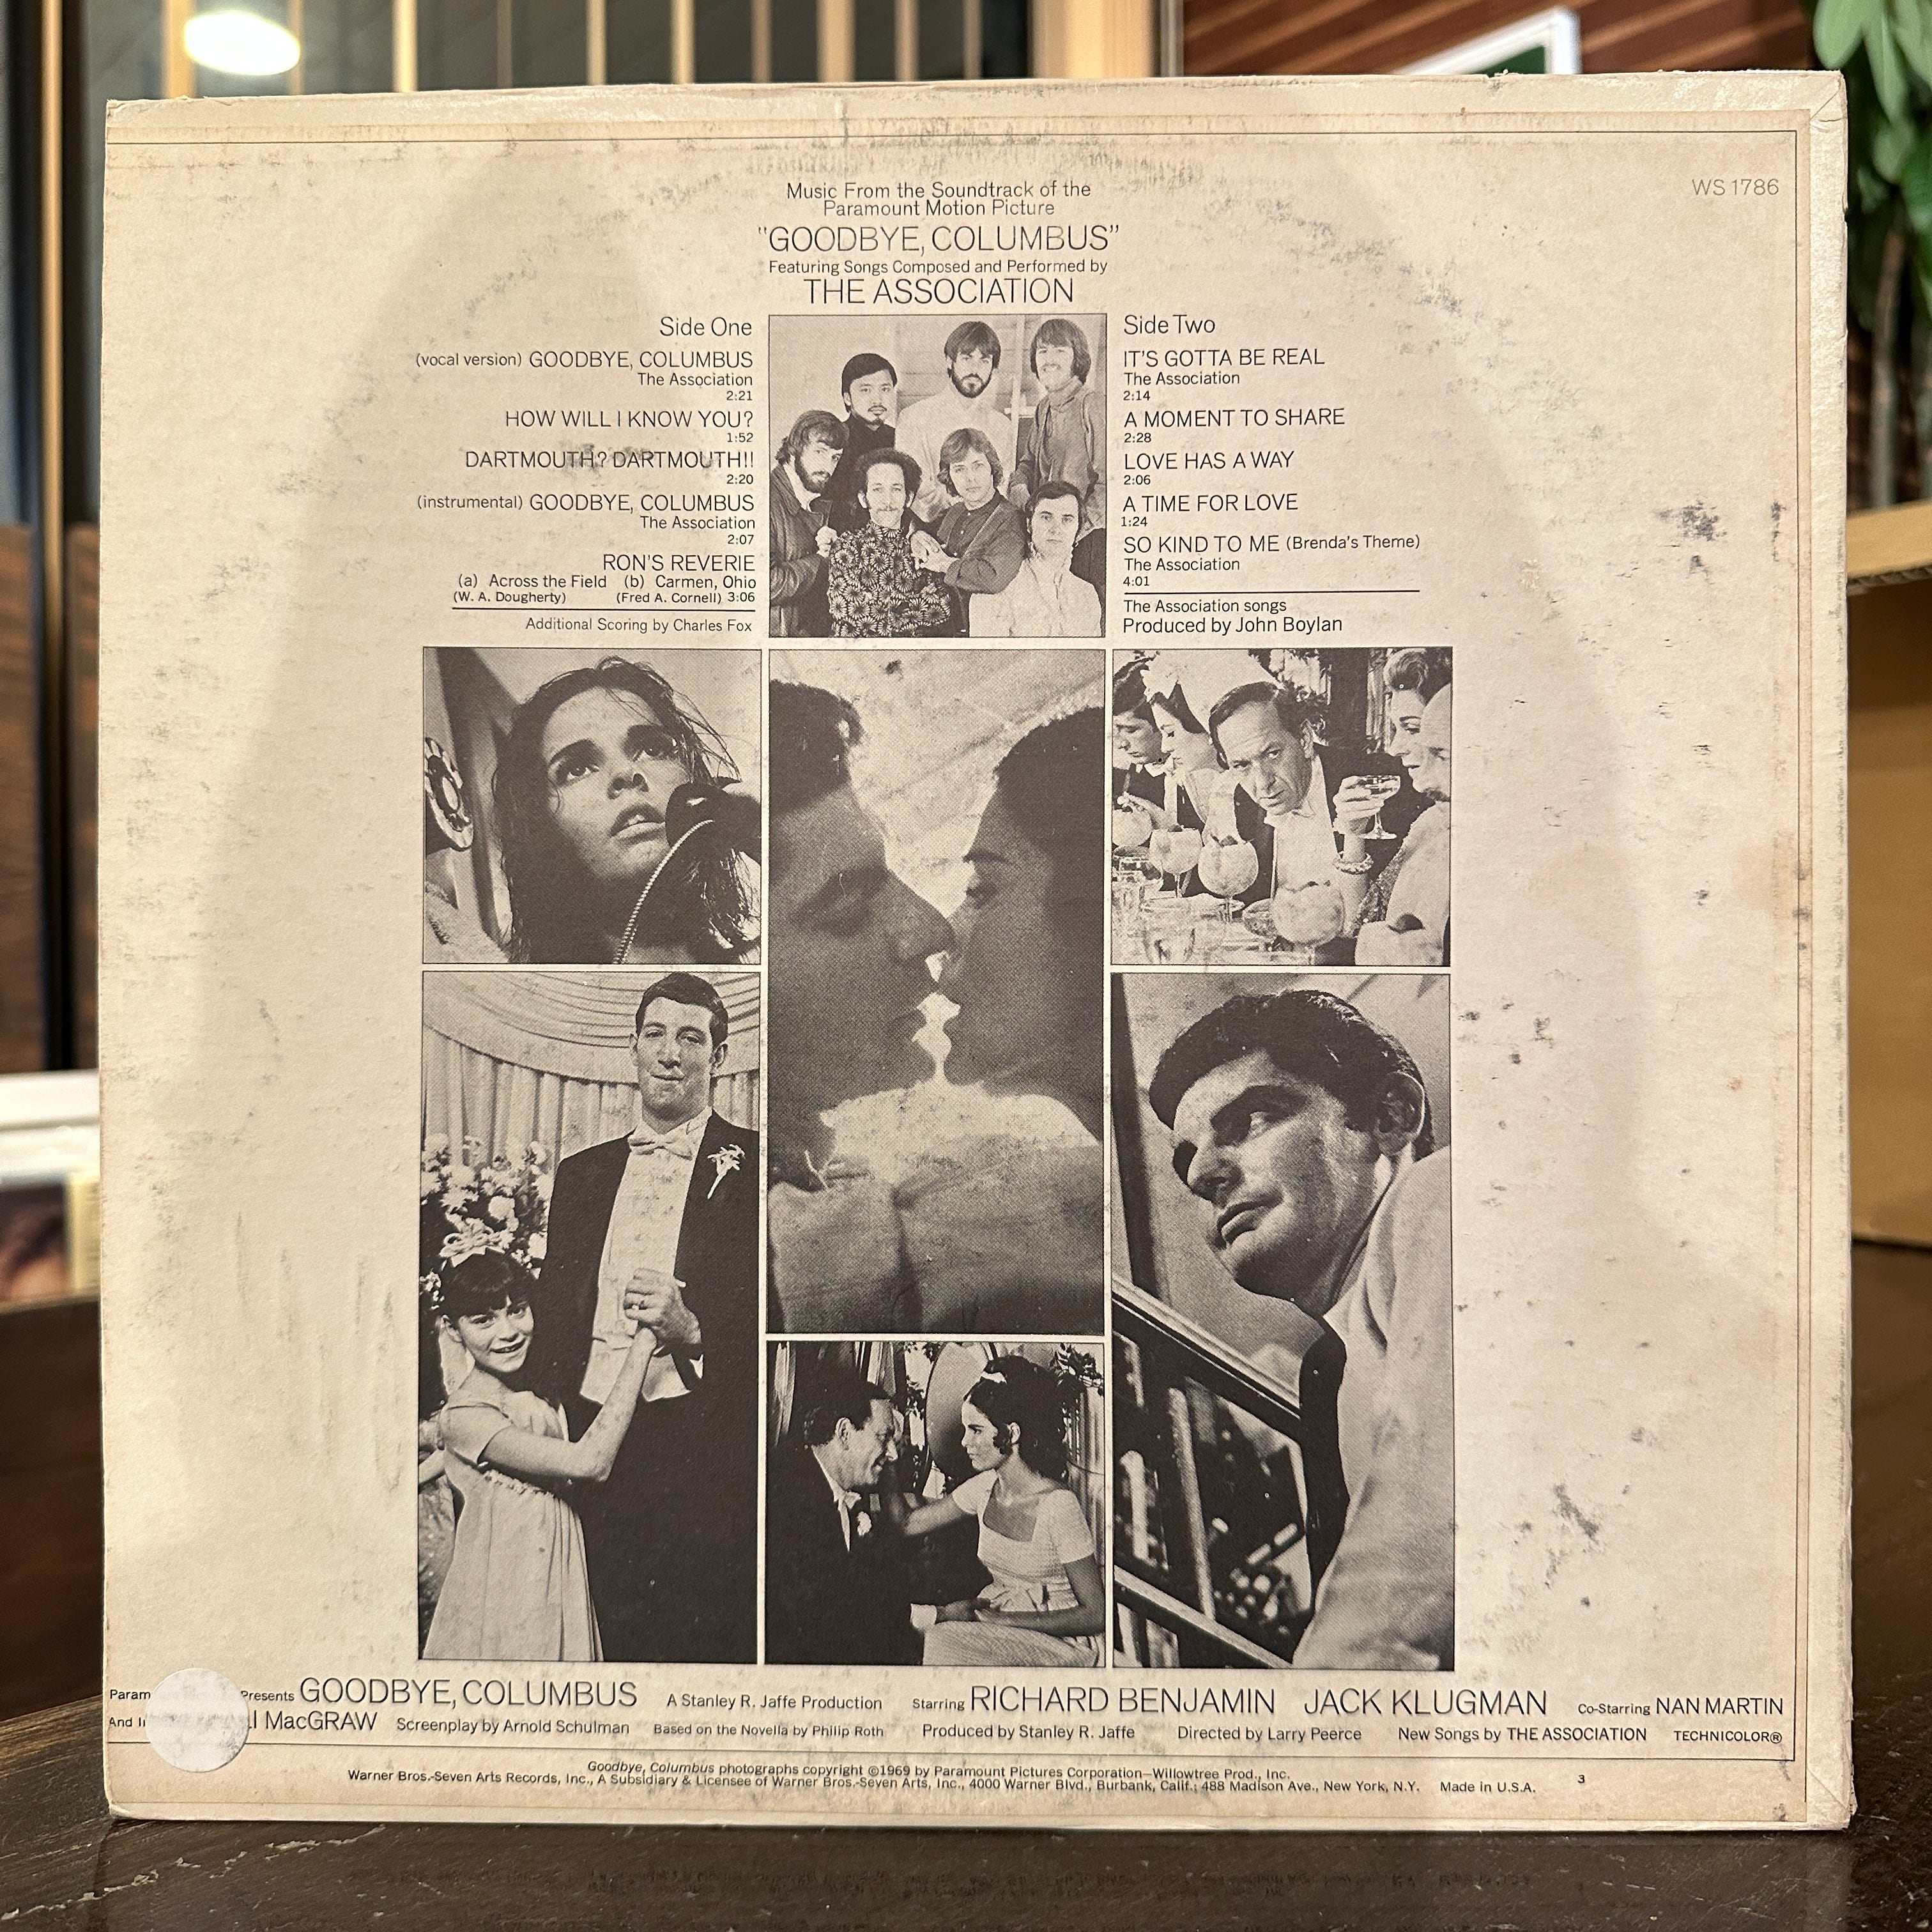 WS 1786
Music From the Soundtrack of the
Paramount Motion Picture
"GOODBYE, COLUMBUS"
Featuring Songs Composed and Performed by
THE ASSOCIATION
Side One
(vocal version) GOODBYE, COLUMBUS
The Association
2:21
HOW WILL I KNOW YOU?
1:52
DARTMOUTH? DARTMOUTH!!
2:20
(instrumental) GOODBYE, COLUMBUS
The Association
2:07
RON'S REVERIE
(a) Across the Field (b) Carmen, Ohio
(W. A. Dougherty) (Fred A. Cornell) 3:06
Additional Scoring by Charles Fox
Side Two
IT'S GOTTA BE REAL
The Association
2:14
A MOMENT TO SHARE
2:28
LOVE HAS A WAY
2:06
A TIME FOR LOVE
1:24
SO KIND TO ME (Brenda's Theme)
The Association
4:01
The Association songs
Produced by John Boylan
Presents GOODBYE, COLUMBUS A Stanley R. Jaffe Production Starring RICHARD BENJAMIN JACK KLUGMAN Co-Starring NAN MARTIN
And MacGRAW Screenplay by Arnold Schulman Based on the Novella by Philip Roth Produced by Stanley R. Jaffe Directed by Larry Peerce New Songs by THE ASSOCIATION TECHNICOLOR®
Goodbye, Columbus photographs copyright ©1969 by Paramount Pictures Corporation—Willowtree Prod., Inc.
Warner Bros.-Seven Arts Records, Inc., A Subsidiary & Licensee of Warner Bros.-Seven Arts, Inc., 4000 Warner Blvd., Burbank, Calif.; 488 Madison Ave., New York, N.Y. Made in U.S.A. 3